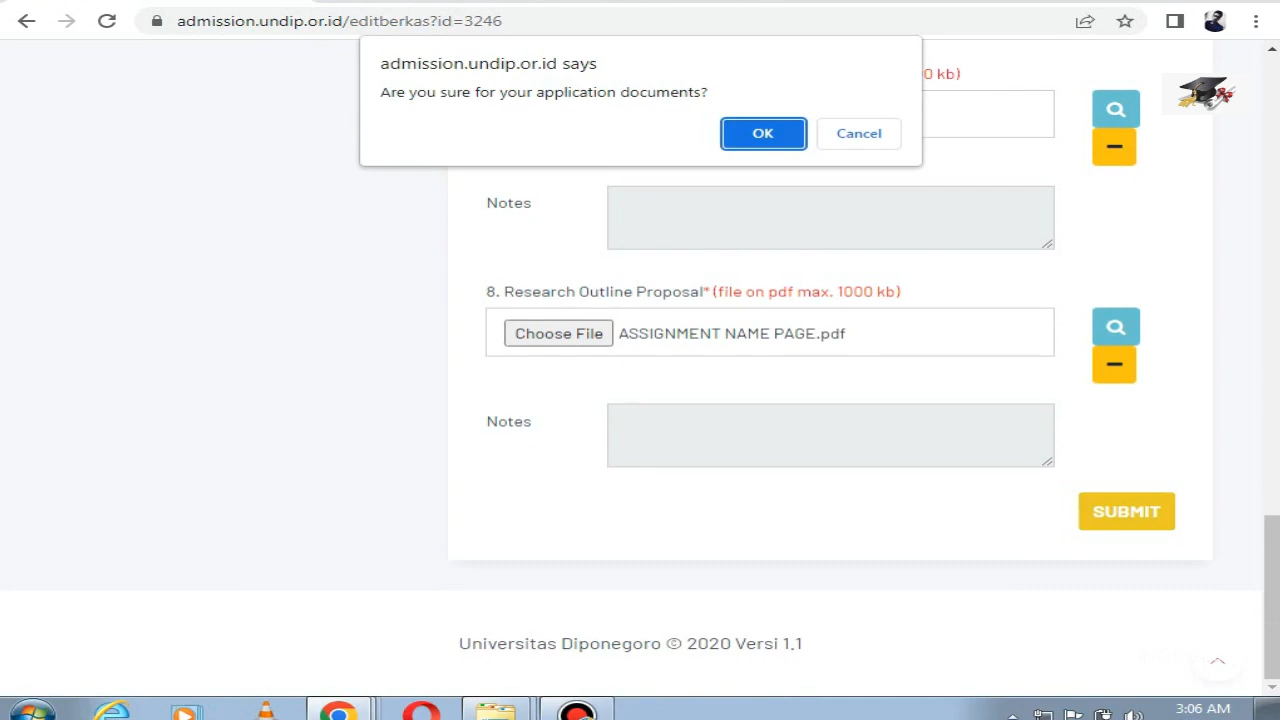 admission.undip.or.id/editberkas?id=3246
admission.undip.or.id says
Are you sure for your application documents?
OK Cancel
0 kb)
Notes
8. Research Outline Proposal* (file on pdf max. 1000 kb)
Choose File ASSIGNMENT NAME PAGE.pdf
Notes
SUBMIT
Universitas Diponegoro © 2020 Versi 1.1
3:06 AM